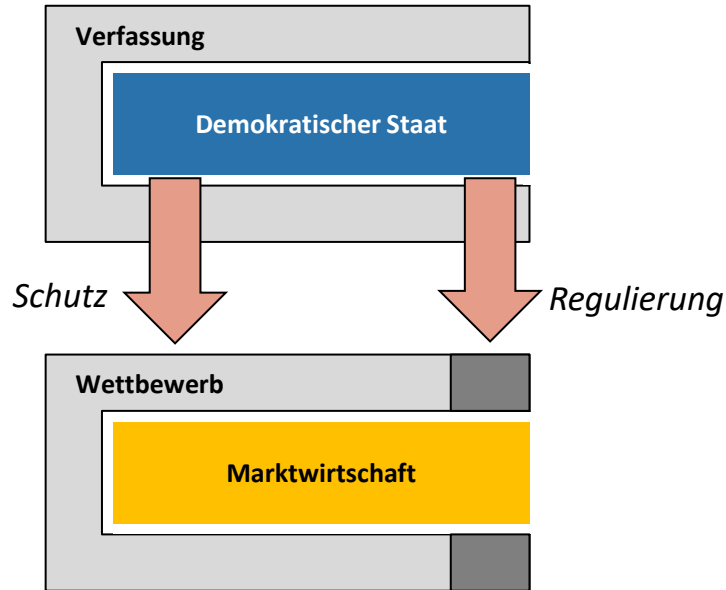 Verfassung
Demokratischer Staat
Schutz
Regulierung
Wettbewerb
Marktwirtschaft